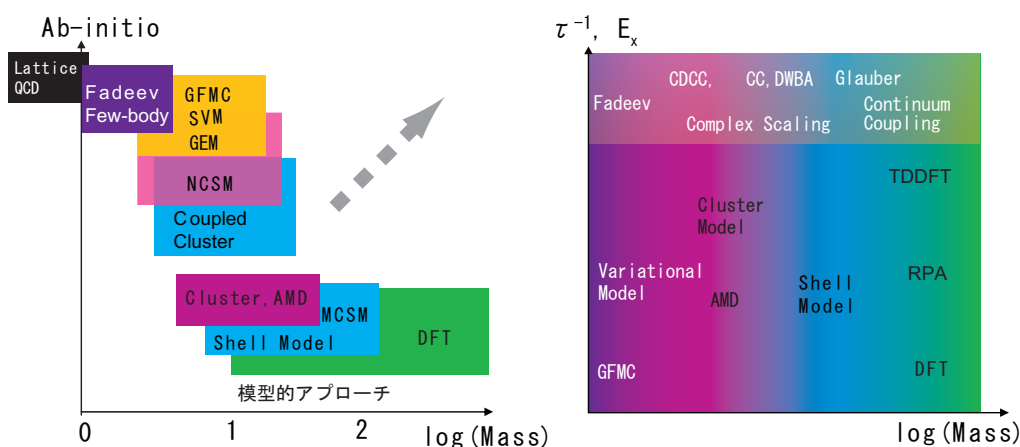 Ab-initio
Lattice
QCD
Fadeev
Few-body
GFMC
SVM
GEM
NCSM
Coupled
Cluster
Cluster, AMD
MCSM
Shell Model
DFT
模型的アプローチ
0
1
2
log(Mass)
τ⁻¹, Eₓ
CDCC,
CC, DWBA
Glauber
Fadeev
Continuum
Coupling
Complex Scaling
TDDFT
Cluster
Model
Variational
Model
AMD
Shell
Model
RPA
GFMC
DFT
log(Mass)